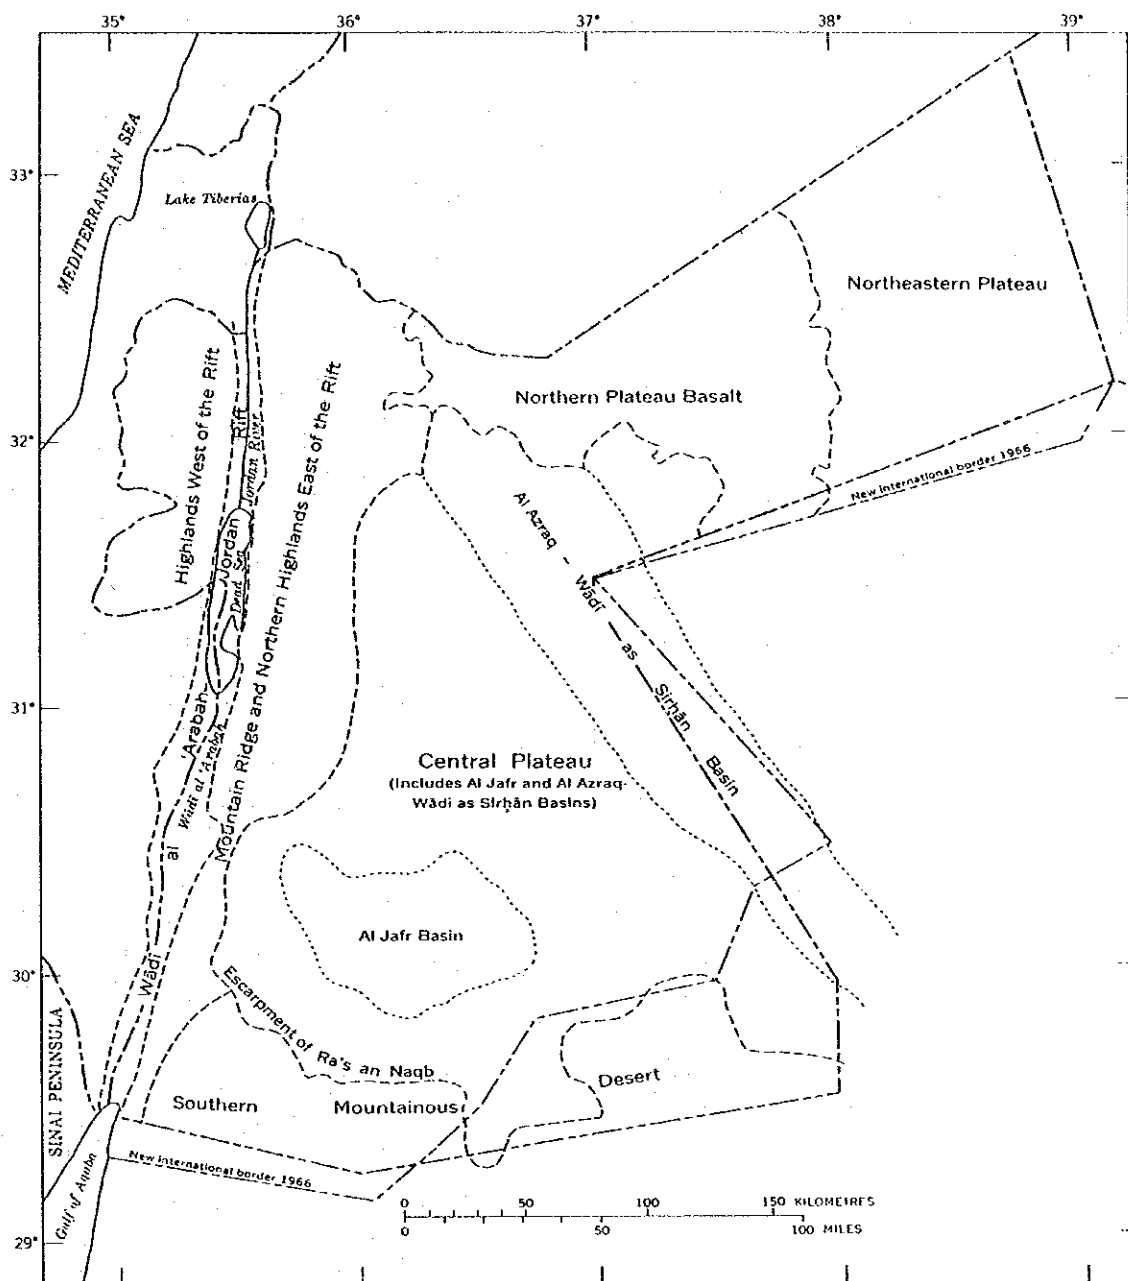 35° 36° 37° 38° 39°
MEDITERRANEAN SEA
33°
Lake Tiberias
Northeastern Plateau
Highlands West of the Rift
Rift
Jordan River
Mountain Ridge and Northern Highlands East of the Rift
Northern Plateau Basalt
32°
New international border 1966
Al Azraq -
Wādī
as
Sirḥān
Basin
Jordan
Dead Sea
31°
'Arabah-
Wādī al 'Arabah
al
Wādī
Central Plateau
(Includes Al Jafr and Al Azraq-
Wādī as Sirḥān Basins)
Al Jafr Basin
30°
Escarpment of Ra's an Naqb
SINAI PENINSULA
Southern Mountainous Desert
New international border 1966
Gulf of Aqaba
0 50 100 150 KILOMETRES
0 50 100 MILES
29°